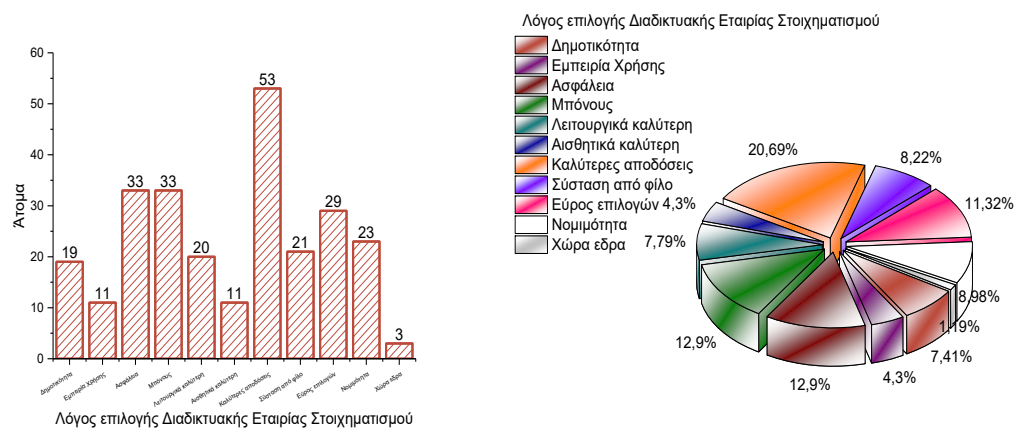 60
50
40
30
20
10
0
Άτομα
19
11
33
33
20
11
53
21
29
23
3
Δημοτικότητα
Εμπειρία Χρήσης
Ασφάλεια
Μπόνους
Λειτουργικά καλύτερη
Αισθητικά καλύτερη
Καλύτερες αποδόσεις
Σύσταση από φίλο
Εύρος επιλογών
Νομιμότητα
Χώρα εδρα
Λόγος επιλογής Διαδικτυακής Εταιρίας Στοιχηματισμού
Λόγος επιλογής Διαδικτυακής Εταιρίας Στοιχηματισμού
Δημοτικότητα
Εμπειρία Χρήσης
Ασφάλεια
Μπόνους
Λειτουργικά καλύτερη
Αισθητικά καλύτερη
Καλύτερες αποδόσεις
Σύσταση από φίλο
Εύρος επιλογών
Νομιμότητα
Χώρα εδρα
20,69%
8,22%
11,32%
4,3%
7,79%
8,98%
1,19%
7,41%
12,9%
4,3%
12,9%